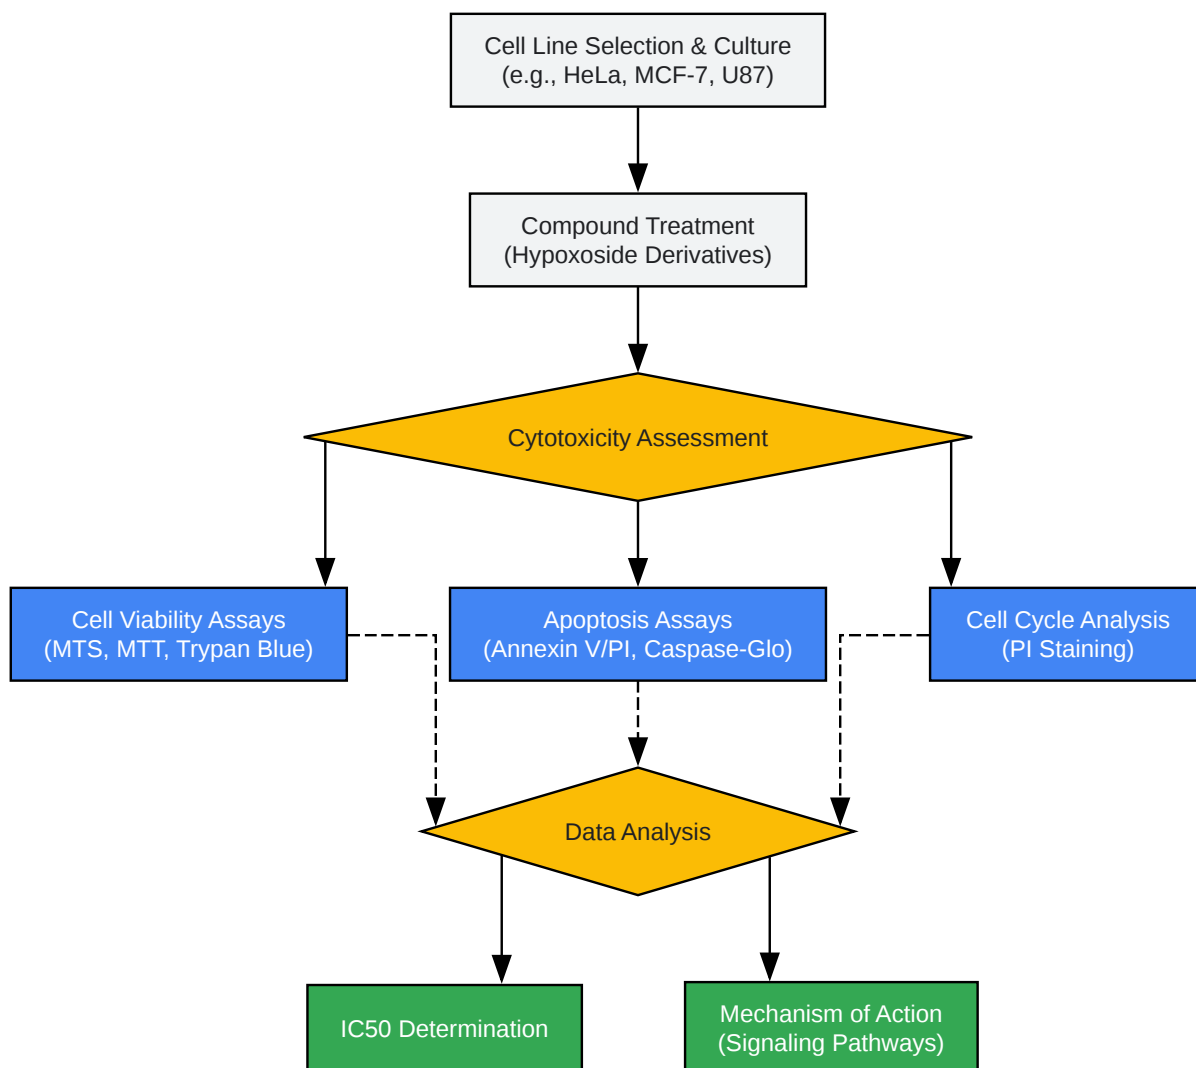 Cell Line Selection & Culture
(e.g., HeLa, MCF-7, U87)
Compound Treatment
(Hypoxoside Derivatives)
Cytotoxicity Assessment
Cell Viability Assays
(MTS, MTT, Trypan Blue)
Apoptosis Assays
(Annexin V/PI, Caspase-Glo)
Cell Cycle Analysis
(PI Staining)
Data Analysis
IC50 Determination
Mechanism of Action
(Signaling Pathways)